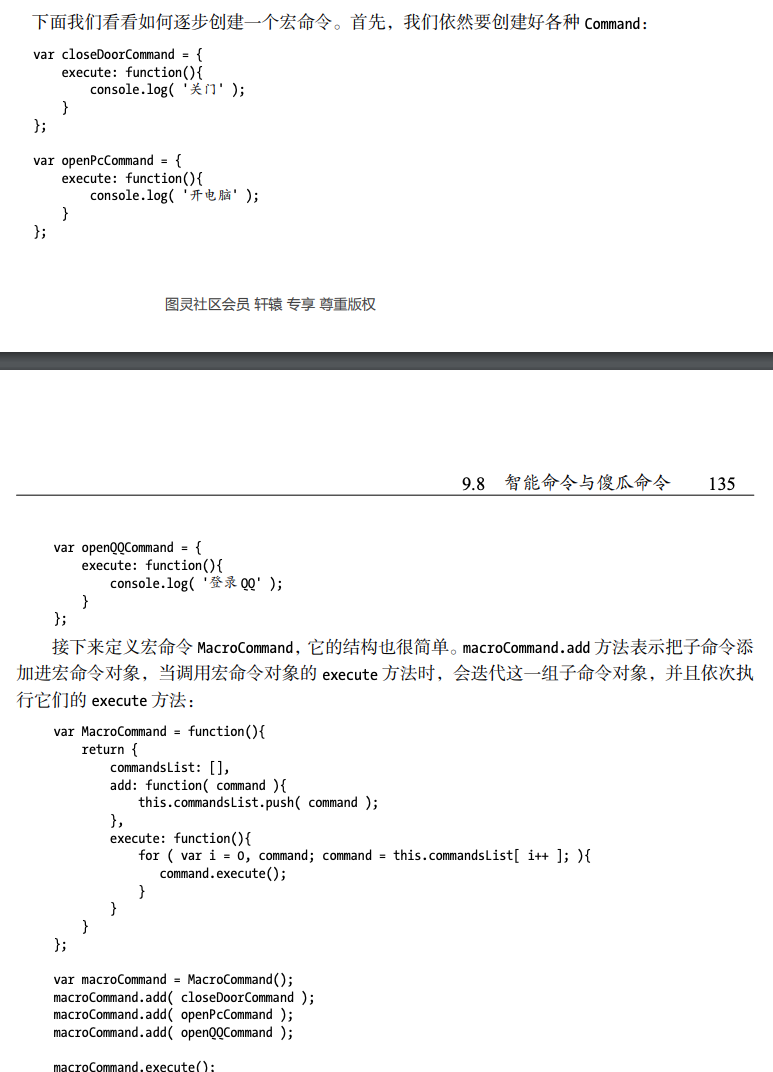 下面我们看看如何逐步创建一个宏命令。首先，我们依然要创建好各种 Command：
var closeDoorCommand = {
    execute: function(){
        console.log( '关门' );
    }
};
var openPcCommand = {
    execute: function(){
        console.log( '开电脑' );
    }
};
图灵社区会员 轩辕 专享 尊重版权
9.8 智能命令与傻瓜命令 135
var openQQCommand = {
    execute: function(){
        console.log( '登录 QQ' );
    }
};
接下来定义宏命令 MacroCommand，它的结构也很简单。macroCommand.add 方法表示把子命令添
加进宏命令对象，当调用宏命令对象的 execute 方法时，会迭代这一组子命令对象，并且依次执
行它们的 execute 方法：
var MacroCommand = function(){
    return {
        commandsList: [],
        add: function( command ){
            this.commandsList.push( command );
        },
        execute: function(){
            for ( var i = 0, command; command = this.commandsList[ i++ ]; ){
                command.execute();
            }
        }
    }
};
var macroCommand = MacroCommand();
macroCommand.add( closeDoorCommand );
macroCommand.add( openPcCommand );
macroCommand.add( openQQCommand );
macroCommand.execute();